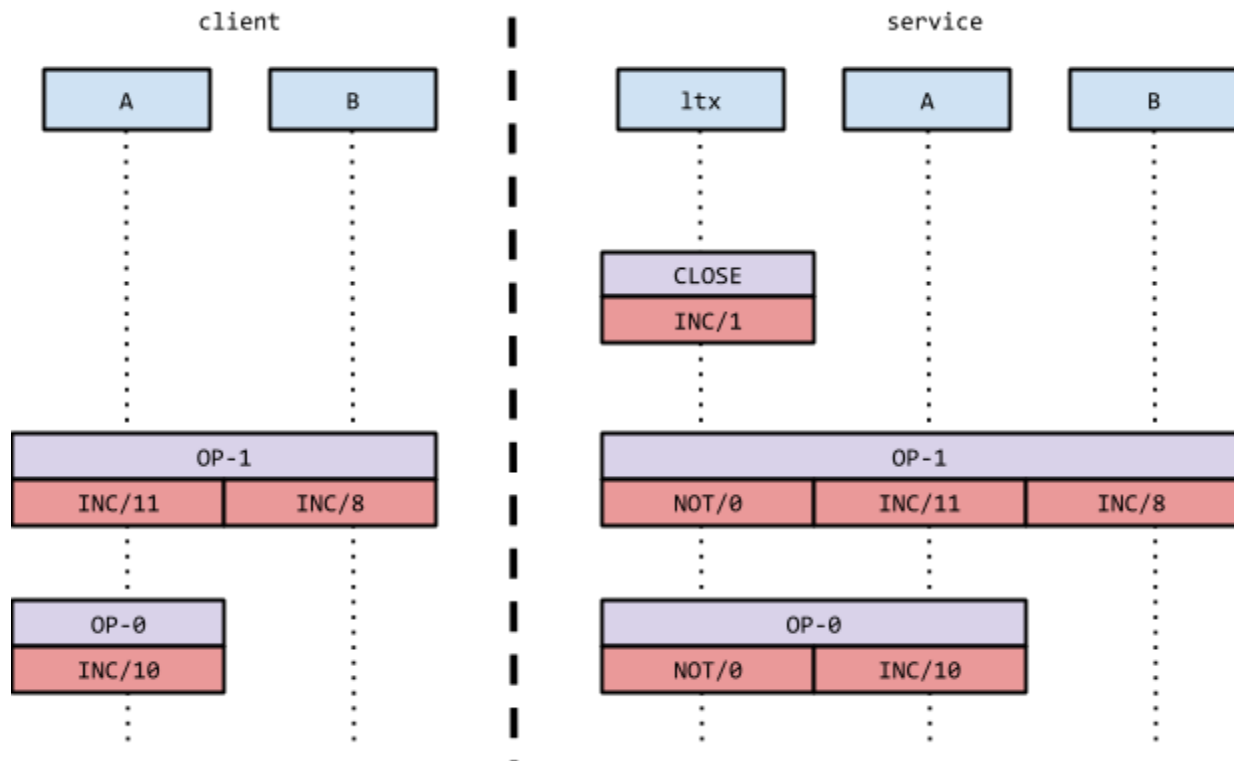 client
service
A
B
ltx
A
B
CLOSE
INC/1
OP-1
OP-1
INC/11
INC/8
NOT/0
INC/11
INC/8
OP-0
OP-0
INC/10
NOT/0
INC/10